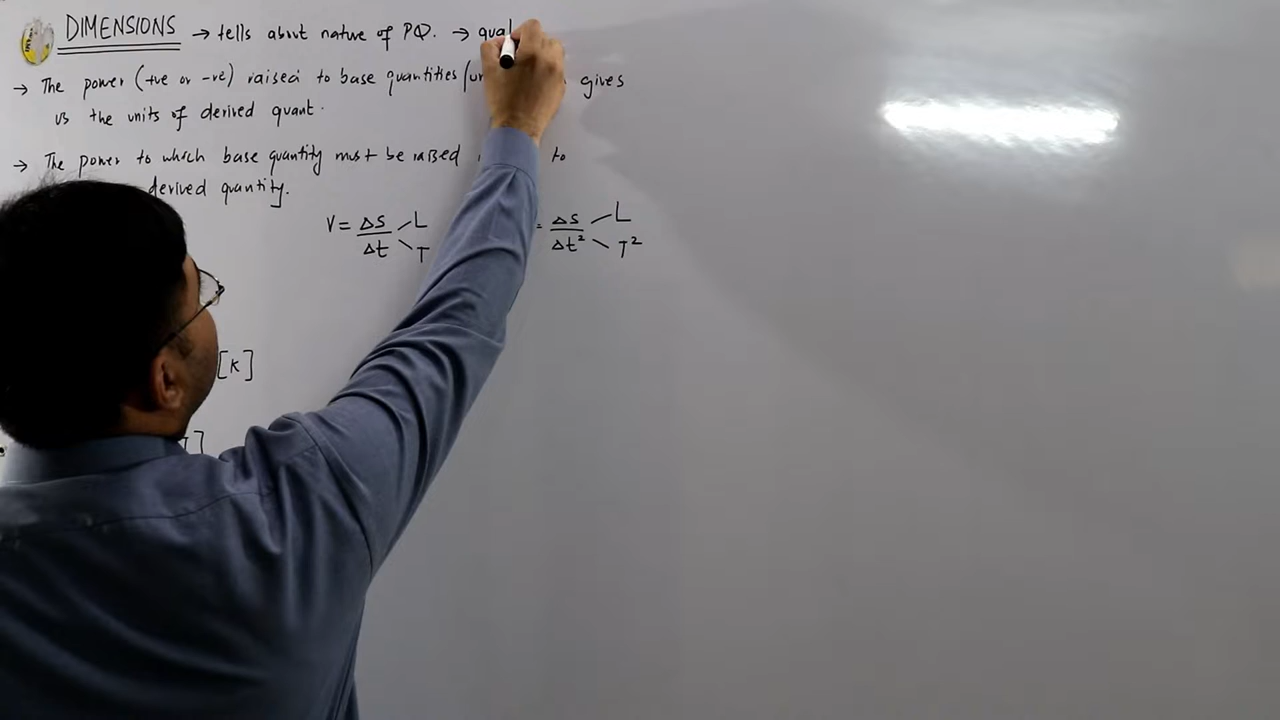 DIMENSIONS → tells about nature of PQ. → qual
→ The power (+ve or -ve) raised to base quantities gives
us the units of derived quant.
→ The power to which base quantity must be raised to
derived quantity.
V = Δs/Δt L T = Δs/Δt² L T²
[K]